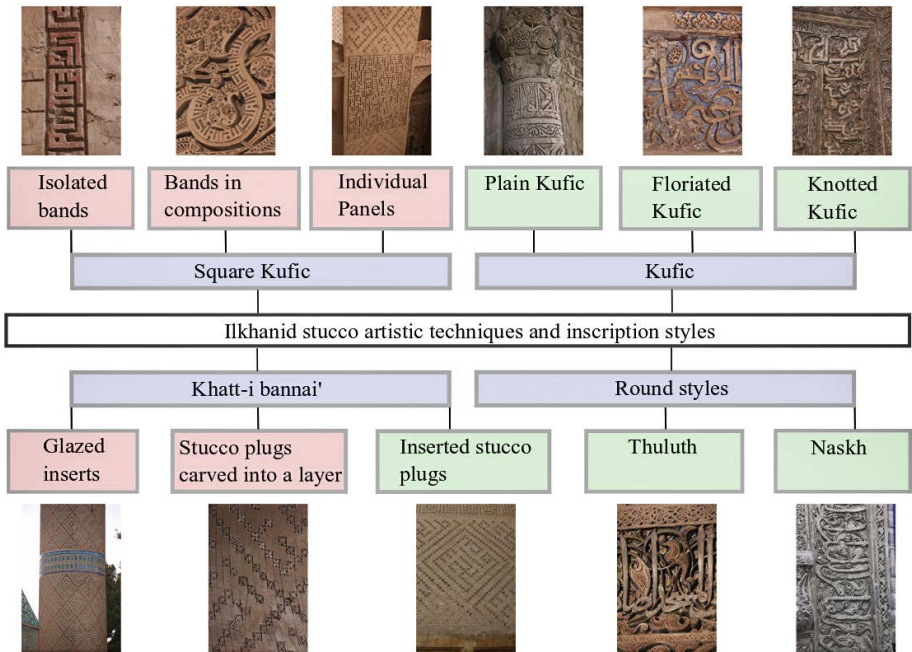 Isolated
bands
Bands in
compositions
Individual
Panels
Plain Kufic
Floriated
Kufic
Knotted
Kufic
Square Kufic
Kufic
Ilkhanid stucco artistic techniques and inscription styles
Khatt-i bannai'
Round styles
Glazed
inserts
Stucco plugs
carved into a layer
Inserted stucco
plugs
Thuluth
Naskh